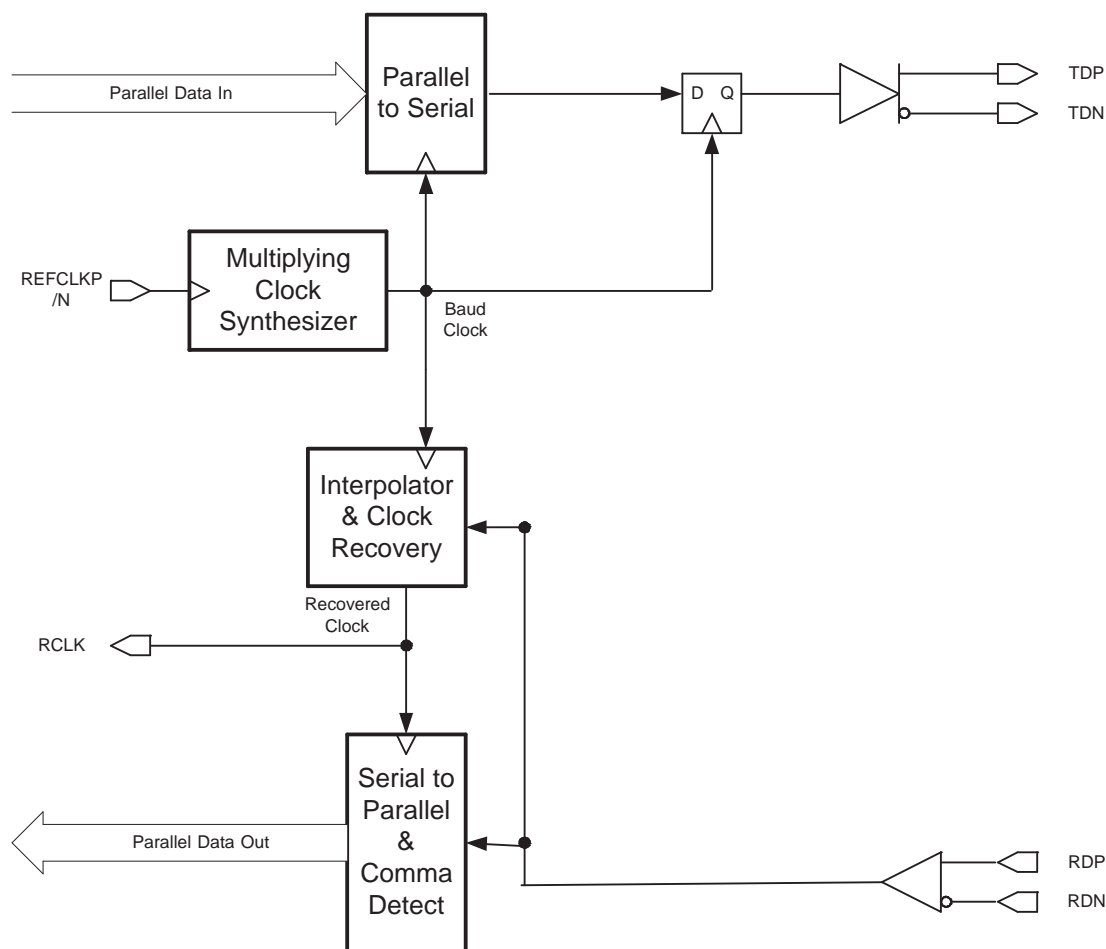 Parallel
to Serial
Parallel Data In
D Q
TDP
TDN
REFCLKP
/N
Multiplying
Clock
Synthesizer
Baud
Clock
Interpolator
& Clock
Recovery
Recovered
Clock
RCLK
Serial to
Parallel
&
Comma
Detect
Parallel Data Out
RDP
RDN